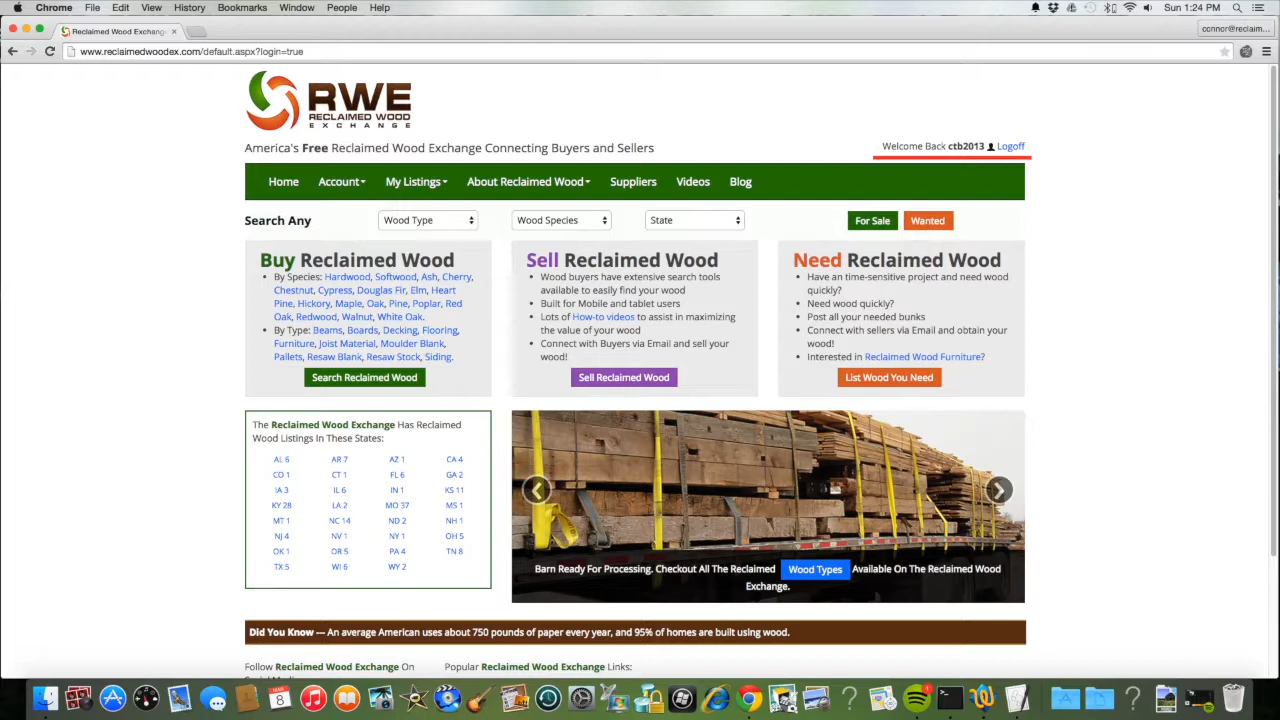 Chrome File Edit View History Bookmarks Window People Help Sun 1:24 PM
Reclaimed Wood Exchang
connor@reclaim...
www.reclaimedwoodex.com/default.aspx?login=true
RWE
RECLAIMED WOOD
EXCHANGE
America's Free Reclaimed Wood Exchange Connecting Buyers and Sellers
Welcome Back ctb2013 Logoff
Home Account My Listings About Reclaimed Wood Suppliers Videos Blog
Search Any Wood Type Wood Species State For Sale Wanted
Buy Reclaimed Wood
By Species: Hardwood, Softwood, Ash, Cherry,
Chestnut, Cypress, Douglas Fir, Elm, Heart
Pine, Hickory, Maple, Oak, Pine, Poplar, Red
Oak, Redwood, Walnut, White Oak.
By Type: Beams, Boards, Decking, Flooring,
Furniture, Joist Material, Moulder Blank,
Pallets, Resaw Blank, Resaw Stock, Siding.
Search Reclaimed Wood
Sell Reclaimed Wood
Wood buyers have extensive search tools
available to easily find your wood
Built for Mobile and tablet users
Lots of How-to videos to assist in maximizing
the value of your wood
Connect with Buyers via Email and sell your
wood!
Sell Reclaimed Wood
Need Reclaimed Wood
Have an time-sensitive project and need wood
quickly?
Need wood quickly?
Post all your needed bunks
Connect with sellers via Email and obtain your
wood!
Interested in Reclaimed Wood Furniture?
List Wood You Need
The Reclaimed Wood Exchange Has Reclaimed
Wood Listings In These States:
AL 6 AR 7 AZ 1 CA 4
CO 1 CT 1 FL 6 GA 2
IA 3 IL 6 IN 1 KS 11
KY 28 LA 2 MO 37 MS 1
MT 1 NC 14 ND 2 NH 1
NJ 4 NV 1 NY 1 OH 5
OK 1 OR 5 PA 4 TN 8
TX 5 WI 6 WY 2
Barn Ready For Processing. Checkout All The Reclaimed Wood Types Available On The Reclaimed Wood
Exchange.
Did You Know --- An average American uses about 750 pounds of paper every year, and 95% of homes are built using wood.
Follow Reclaimed Wood Exchange On
Popular Reclaimed Wood Exchange Links: